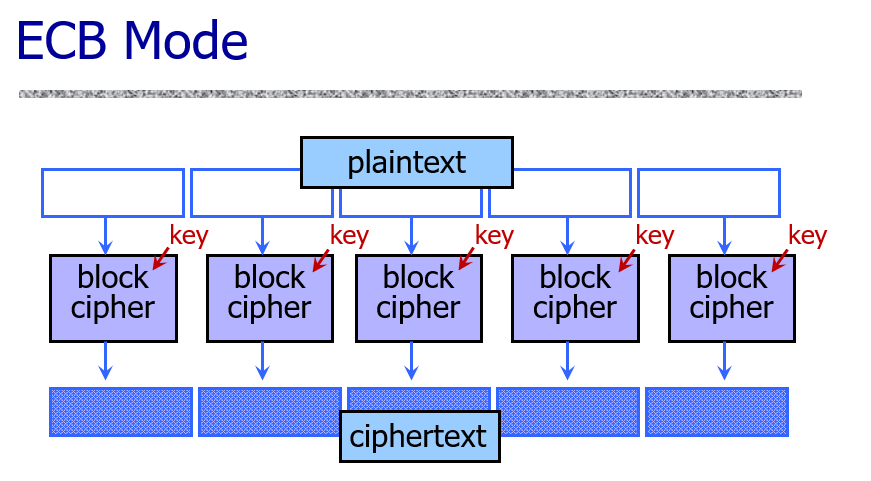 ECB Mode
plaintext
key key key key key
block block block block block
cipher cipher cipher cipher cipher
ciphertext